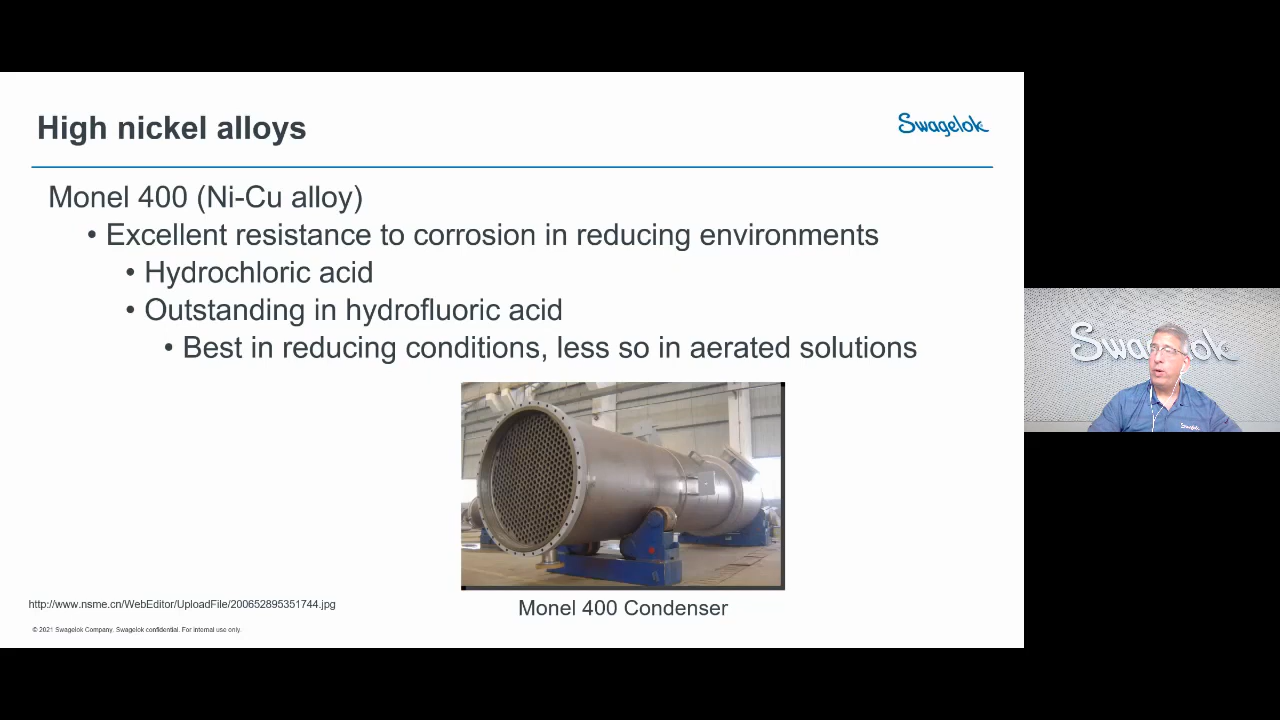 High nickel alloys
Swagelok
Monel 400 (Ni-Cu alloy)
• Excellent resistance to corrosion in reducing environments
• Hydrochloric acid
• Outstanding in hydrofluoric acid
• Best in reducing conditions, less so in aerated solutions
Monel 400 Condenser
http://www.nsme.cn/WebEditor/UploadFile/200652895351744.jpg
© 2021 Swagelok Company. Swagelok confidential. For internal use only.
Swagelok
Swagelok